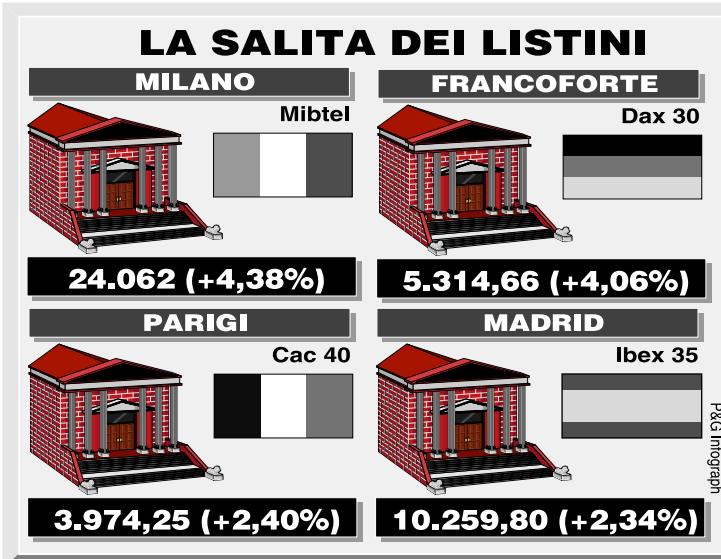 LA SALITA DEI LISTINI
MILANO
Mibtel
24.062 (+4,38%)
FRANCOFORTE
Dax 30
5.314,66 (+4,06%)
PARIGI
Cac 40
3.974,25 (+2,40%)
MADRID
Ibex 35
10.259,80 (+2,34%)
P&G Infograph